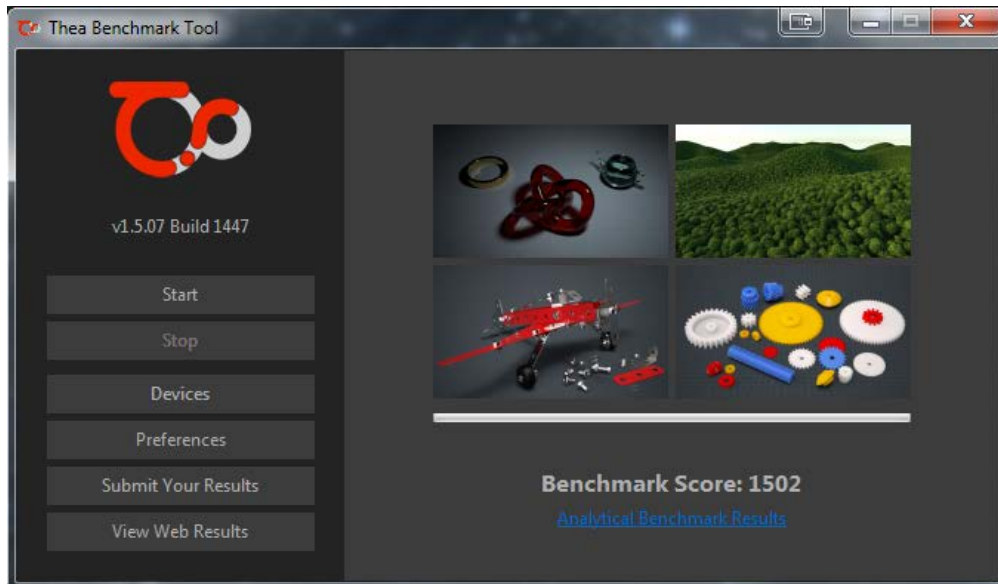 Thea Benchmark Tool
v1.5.07 Build 1447
Start
Stop
Devices
Preferences
Submit Your Results
View Web Results
Benchmark Score: 1502
Analytical Benchmark Results